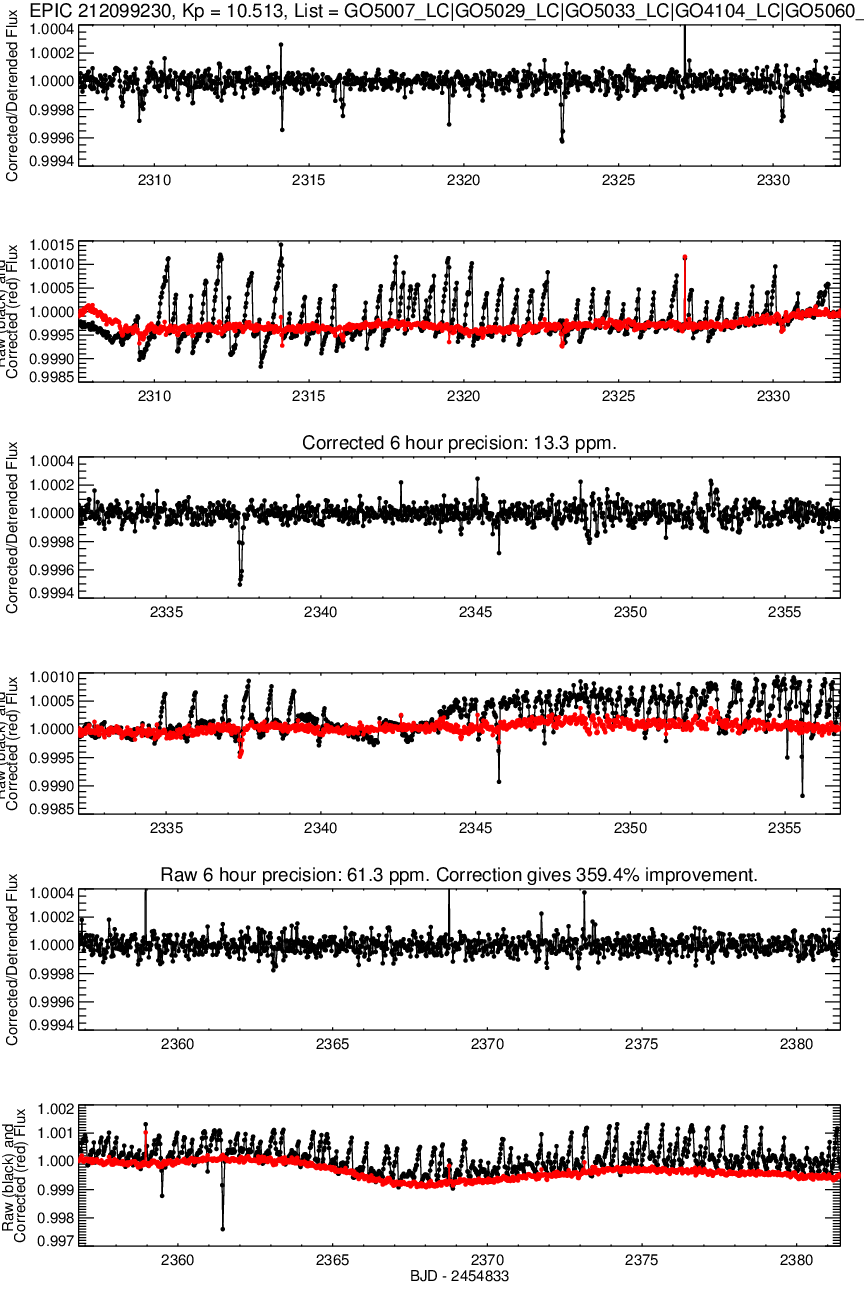 EPIC 212099230, Kp = 10.513, List = GO5007_LC|GO5029_LC|GO5033_LC|GO4104_LC|GO5060_
Corrected/Detrended Flux
1.0004
1.0002
1.0000
0.9998
0.9996
0.9994
2310 2315 2320 2325 2330
Raw (black) and
Corrected (red) Flux
1.0015
1.0010
1.0005
1.0000
0.9995
0.9990
0.9985
2310 2315 2320 2325 2330
Corrected 6 hour precision: 13.3 ppm.
Corrected/Detrended Flux
1.0004
1.0002
1.0000
0.9998
0.9996
0.9994
2335 2340 2345 2350 2355
Raw (black) and
Corrected (red) Flux
1.0010
1.0005
1.0000
0.9995
0.9990
0.9985
2335 2340 2345 2350 2355
Raw 6 hour precision: 61.3 ppm. Correction gives 359.4% improvement.
Corrected/Detrended Flux
1.0004
1.0002
1.0000
0.9998
0.9996
0.9994
2360 2365 2370 2375 2380
Raw (black) and
Corrected (red) Flux
1.002
1.001
1.000
0.999
0.998
0.997
2360 2365 2370 2375 2380
BJD - 2454833